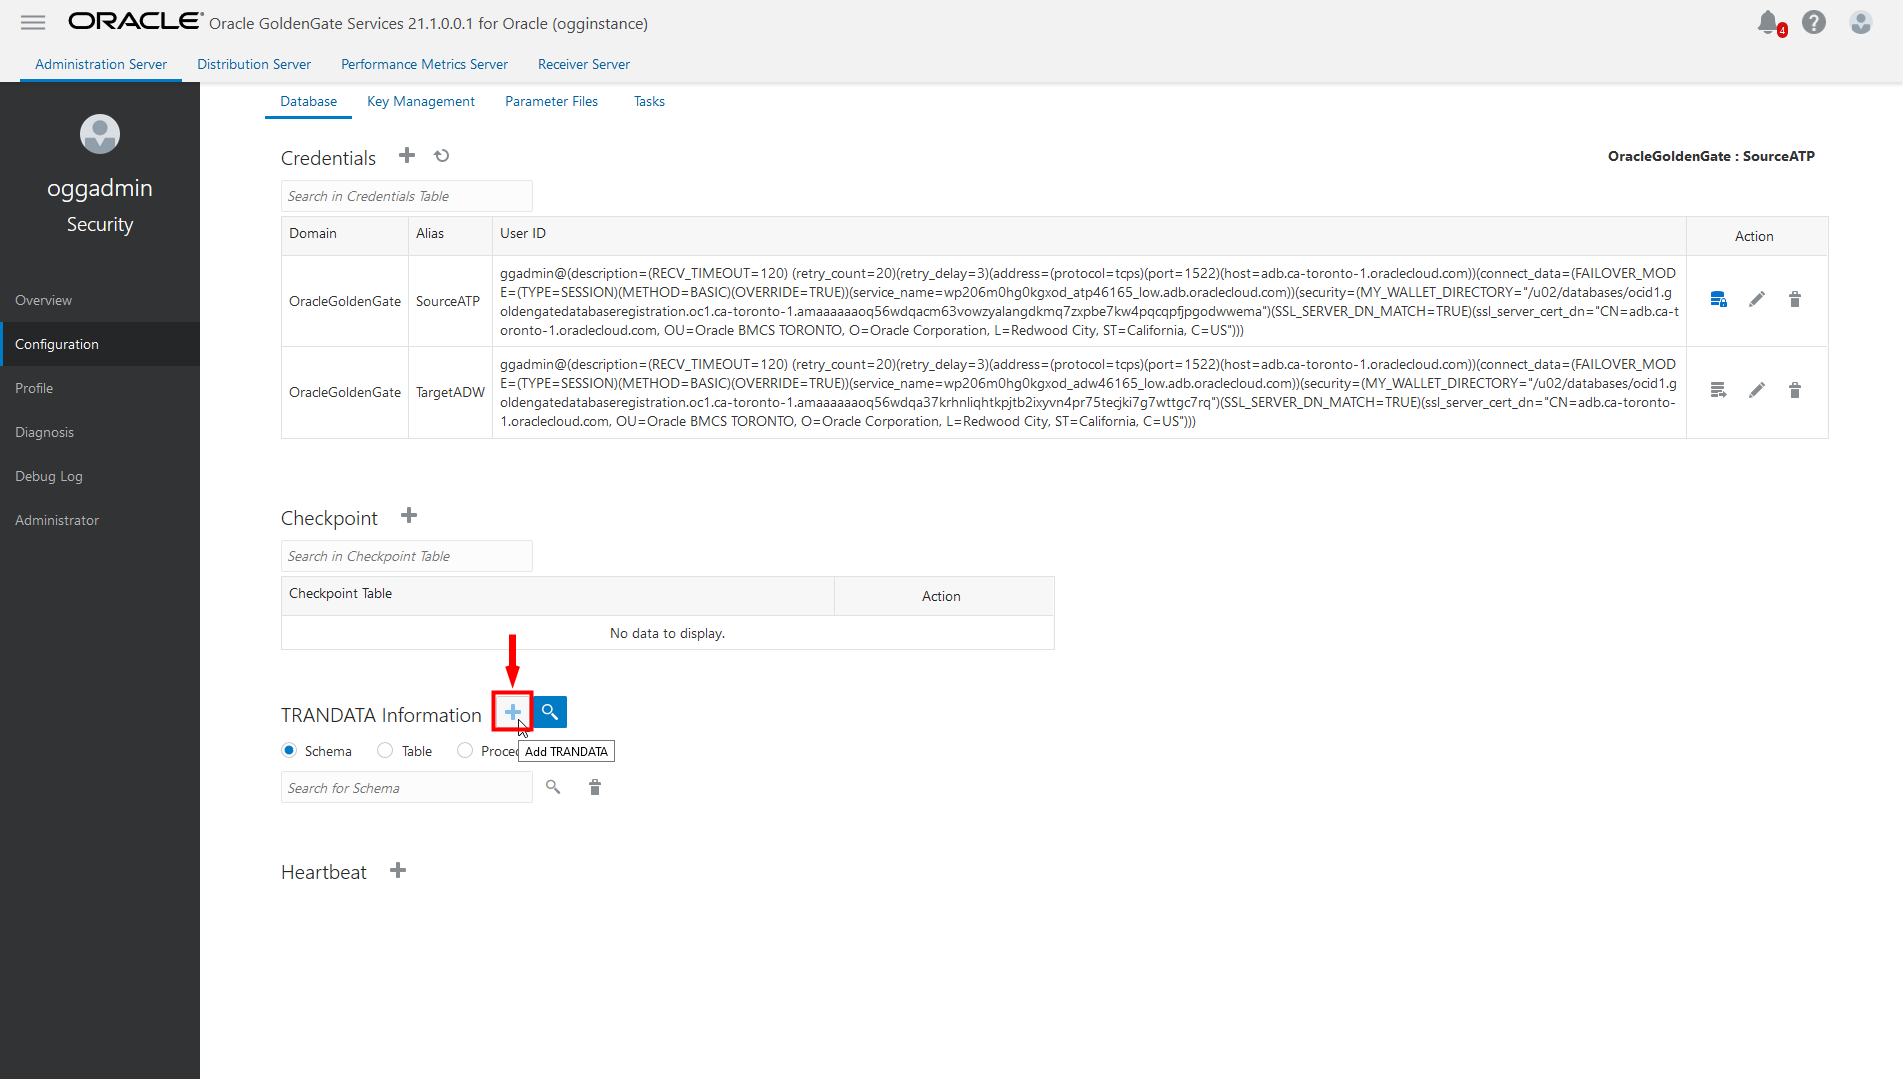 ORACLE Oracle GoldenGate Services 21.1.0.0.1 for Oracle (ogginstance)
4
?
Administration Server
Distribution Server
Performance Metrics Server
Receiver Server
oggadmin
Security
Overview
Configuration
Profile
Diagnosis
Debug Log
Administrator
Database
Key Management
Parameter Files
Tasks
Credentials
OracleGoldenGate : SourceATP
Search in Credentials Table
Domain
Alias
User ID
Action
OracleGoldenGate
SourceATP
ggadmin@(description=(RECV_TIMEOUT=120) (retry_count=20)(retry_delay=3)(address=(protocol=tcps)(port=1522)(host=adb.ca-toronto-1.oraclecloud.com))(connect_data=(FAILOVER_MOD
E=(TYPE=SESSION)(METHOD=BASIC)(OVERRIDE=TRUE))(service_name=wp206m0hg0kgxod_atp46165_low.adb.oraclecloud.com))(security=(MY_WALLET_DIRECTORY="/u02/databases/ocid1.g
oldengatedatabaseregistration.oc1.ca-toronto-1.amaaaaaaoq56wdqacm63vowzyalangdkmq7zxpbe7kw4pqcqpfjpgodwwema")(SSL_SERVER_DN_MATCH=TRUE)(ssl_server_cert_dn="CN=adb.ca-t
oronto-1.oraclecloud.com, OU=Oracle BMCS TORONTO, O=Oracle Corporation, L=Redwood City, ST=California, C=US")))
OracleGoldenGate
TargetADW
ggadmin@(description=(RECV_TIMEOUT=120) (retry_count=20)(retry_delay=3)(address=(protocol=tcps)(port=1522)(host=adb.ca-toronto-1.oraclecloud.com))(connect_data=(FAILOVER_MOD
E=(TYPE=SESSION)(METHOD=BASIC)(OVERRIDE=TRUE))(service_name=wp206m0hg0kgxod_adw46165_low.adb.oraclecloud.com))(security=(MY_WALLET_DIRECTORY="/u02/databases/ocid1.
goldengatedatabaseregistration.oc1.ca-toronto-1.amaaaaaaoq56wdqa37krhnliqhtkpjtb2ixyvn4pr75tecjki7g7wttgc7rq")(SSL_SERVER_DN_MATCH=TRUE)(ssl_server_cert_dn="CN=adb.ca-toronto-
1.oraclecloud.com, OU=Oracle BMCS TORONTO, O=Oracle Corporation, L=Redwood City, ST=California, C=US")))
Checkpoint
Search in Checkpoint Table
Checkpoint Table
Action
No data to display.
TRANDATA Information
Schema
Table
Proced
Add TRANDATA
Search for Schema
Heartbeat